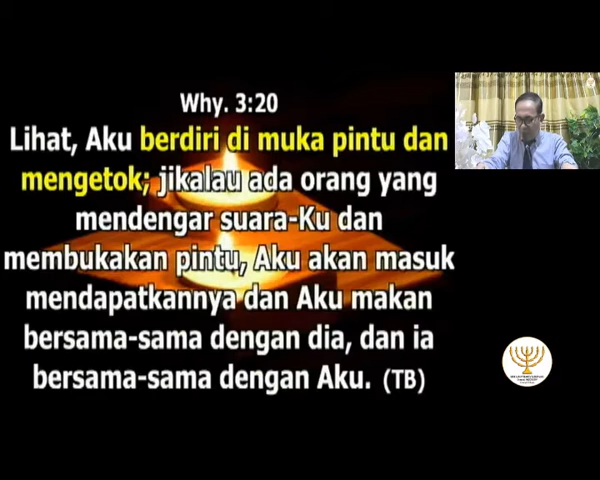 Why. 3:20
Lihat, Aku berdiri di muka pintu dan
mengetok; jikalau ada orang yang
mendengar suara-Ku dan
membukakan pintu, Aku akan masuk
mendapatkannya dan Aku makan
bersama-sama dengan dia, dan ia
bersama-sama dengan Aku. (TB)